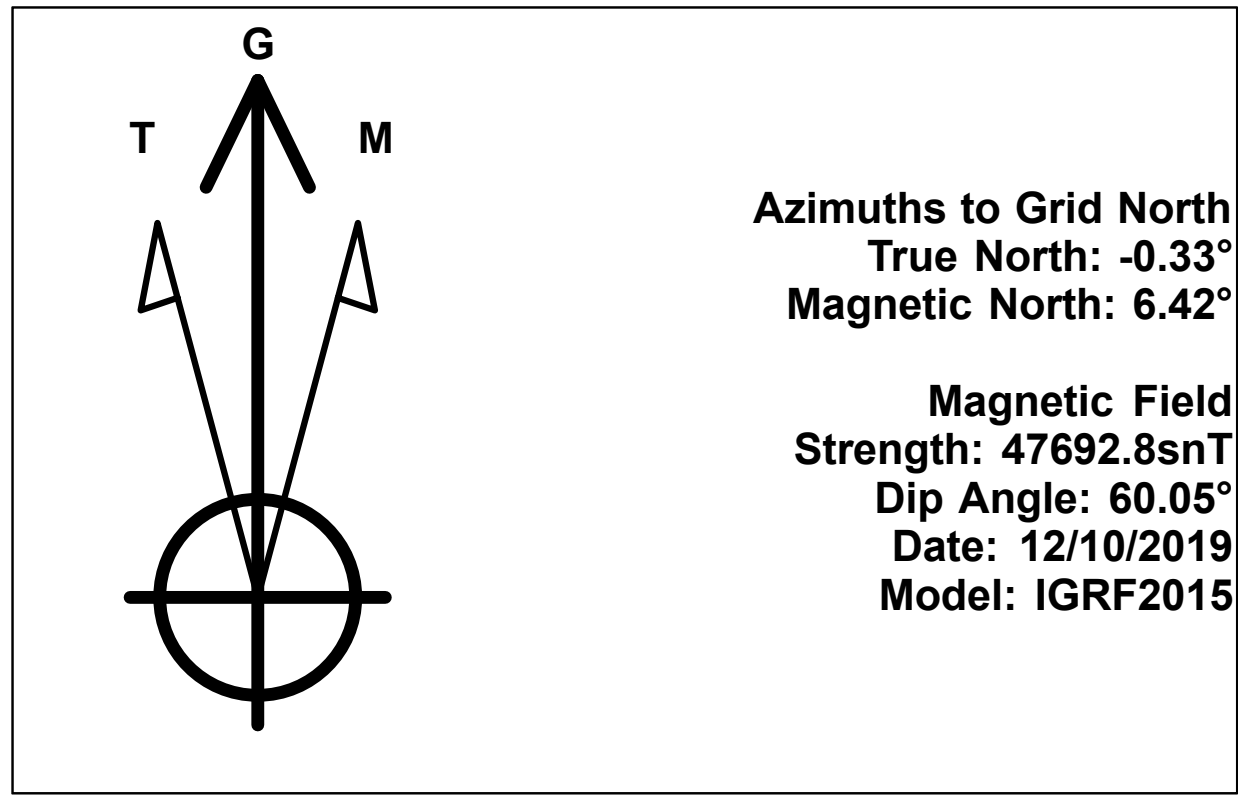 G
T
M
Azimuths to Grid North
True North: -0.33°
Magnetic North: 6.42°
Magnetic Field
Strength: 47692.8snT
Dip Angle: 60.05°
Date: 12/10/2019
Model: IGRF2015